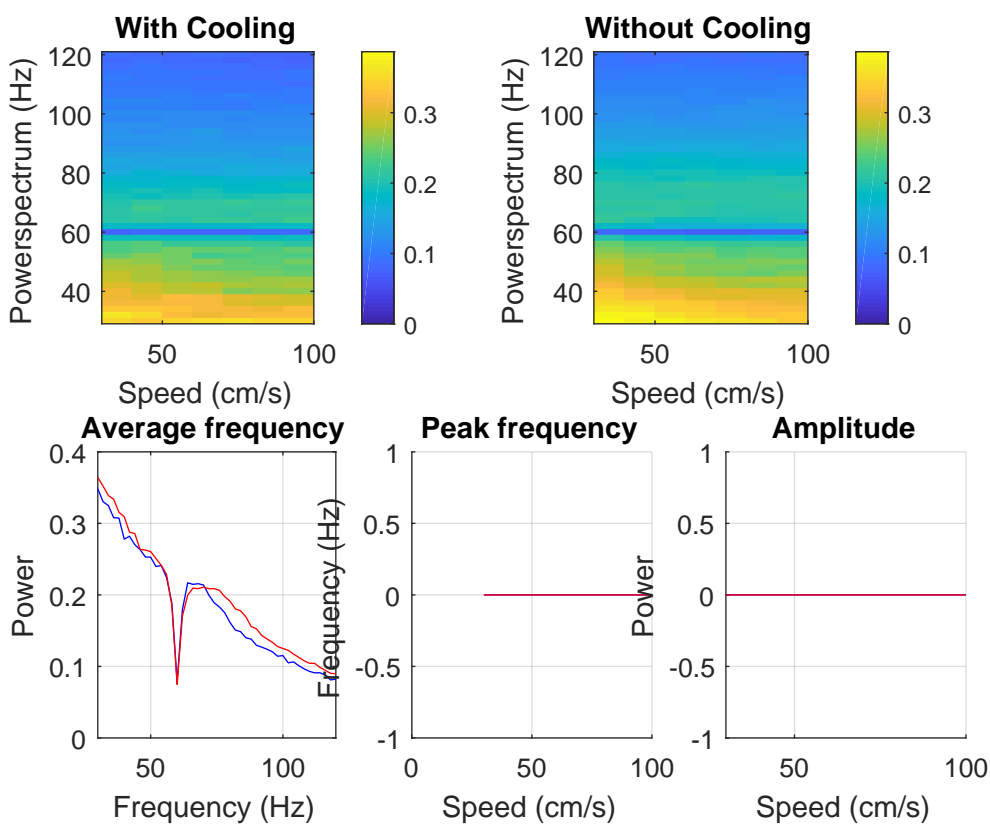 With Cooling
Powerspectrum (Hz)
120
100
80
60
40
50
100
Speed (cm/s)
0.3
0.2
0.1
0
Without Cooling
Powerspectrum (Hz)
120
100
80
60
40
50
100
Speed (cm/s)
0.3
0.2
0.1
0
Average frequency
Power
0.4
0.3
0.2
0.1
0
50
100
Frequency (Hz)
Peak frequency
Frequency (Hz)
1
0.5
0
-0.5
-1
0
50
100
Speed (cm/s)
Amplitude
Power
1
0.5
0
-0.5
-1
50
100
Speed (cm/s)